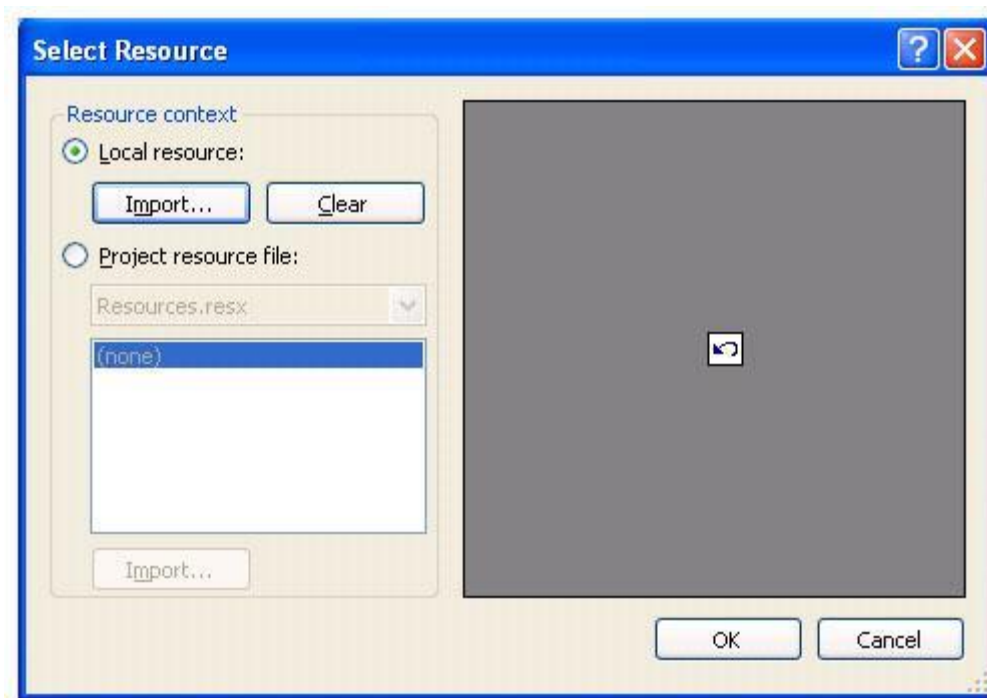 Select Resource
Resource context
Local resource:
Import... Clear
Project resource file:
Resources.resx
(none)
Import...
OK Cancel